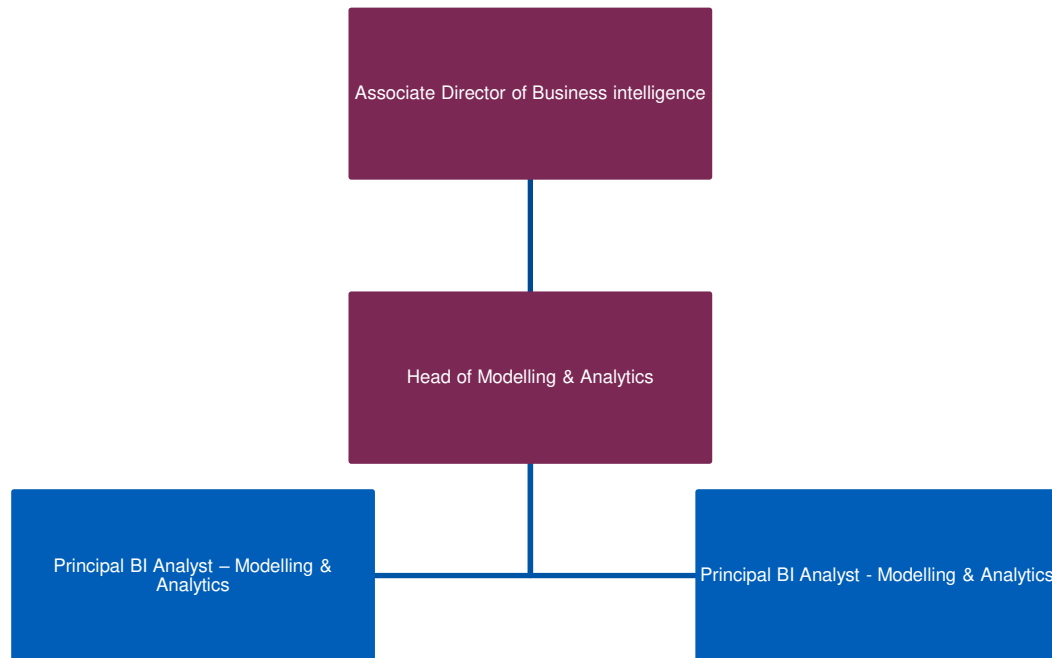 Associate Director of Business intelligence
Head of Modelling & Analytics
Principal BI Analyst – Modelling &
Analytics
Principal BI Analyst - Modelling & Analytics